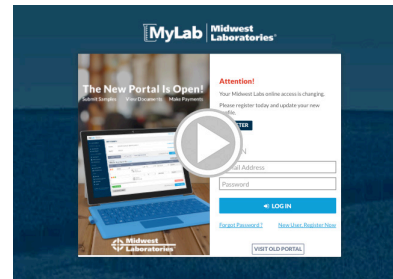 MyLab Midwest Laboratories®
The New Portal Is Open!
Submit Samples View Documents Make Payments
Midwest Laboratories
Attention!
Your Midwest Labs online access is changing.
Please register today and update your new
profile.
Email Address
Password
LOG IN
Forgot Password? New User, Register Now
VISIT OLD PORTAL